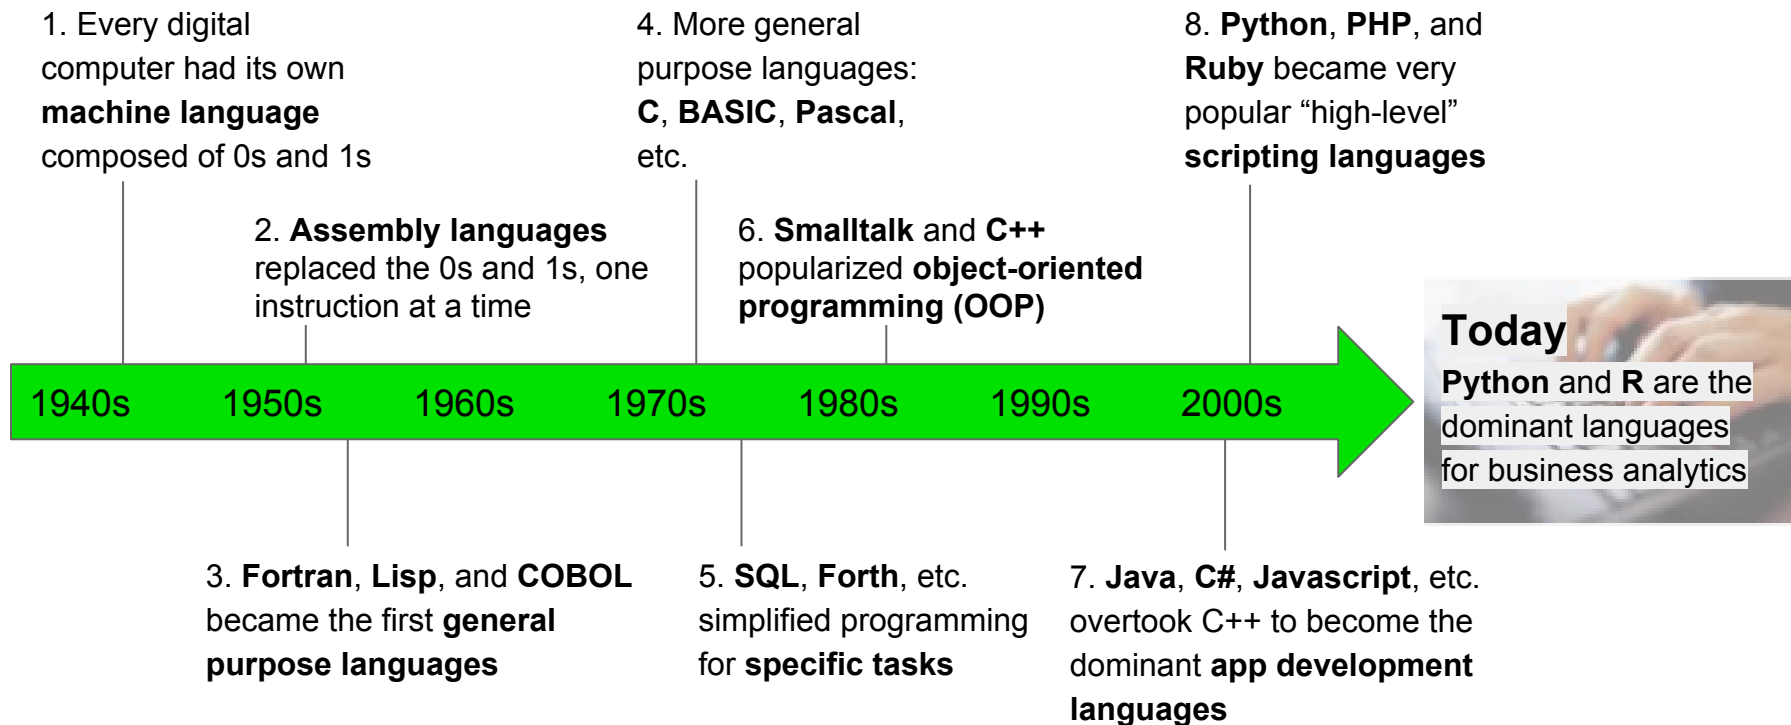 1. Every digital
computer had its own
machine language
composed of 0s and 1s
2. Assembly languages
replaced the 0s and 1s, one
instruction at a time
4. More general
purpose languages:
C, BASIC, Pascal,
etc.
6. Smalltalk and C++
popularized object-oriented
programming (OOP)
8. Python, PHP, and
Ruby became very
popular “high-level”
scripting languages
1940s 1950s 1960s 1970s 1980s 1990s 2000s
Today
Python and R are the
dominant languages
for business analytics
3. Fortran, Lisp, and COBOL
became the first general
purpose languages
5. SQL, Forth, etc.
simplified programming
for specific tasks
7. Java, C#, Javascript, etc.
overtook C++ to become the
dominant app development
languages